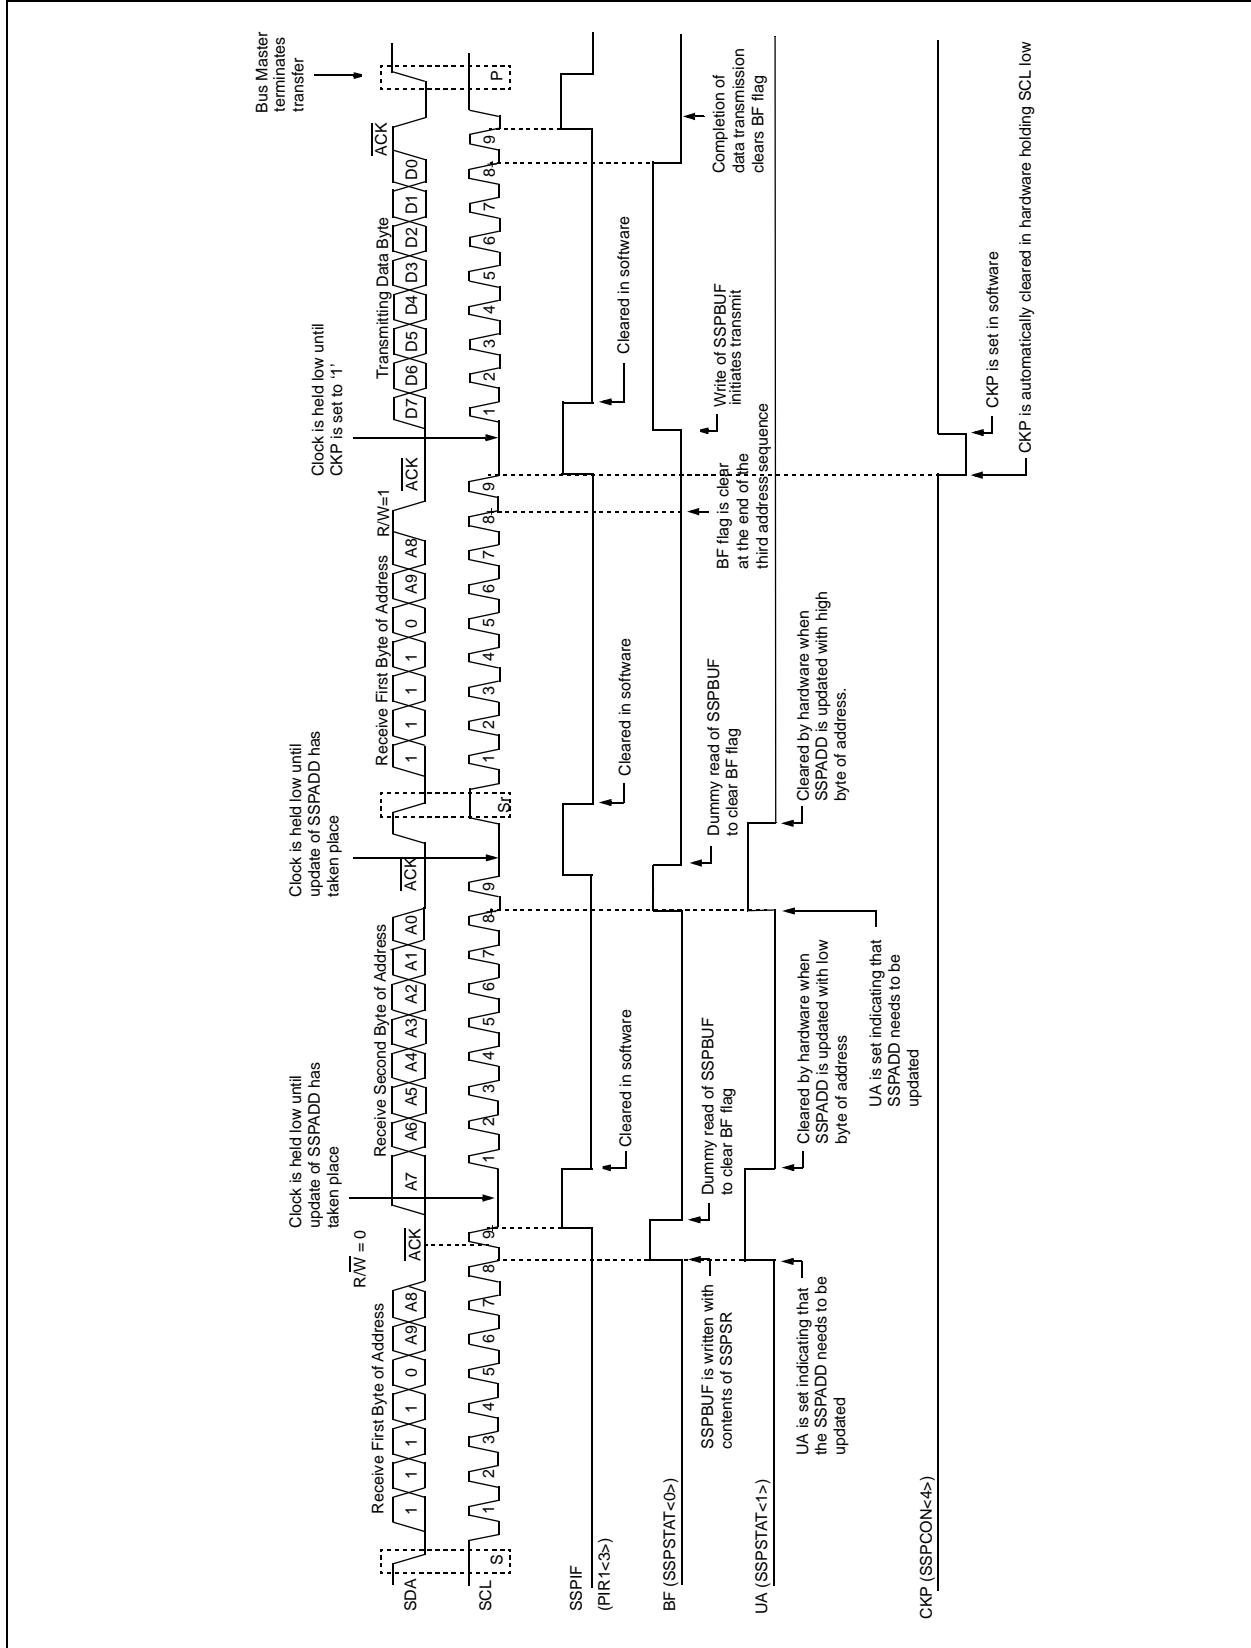 Bus Master
terminates
transfer
Clock is held low until
update of SSPADD has
taken place
Clock is held low until
update of SSPADD has
taken place
Clock is held low until
CKP is set to ‘1’
R/W = 0
R/W=1
Receive First Byte of Address
ACK
Receive Second Byte of Address
ACK
Receive First Byte of Address
ACK
Transmitting Data Byte
ACK
SDA
1 1 1 1 0 A9 A8
A7 A6 A5 A4 A3 A2 A1 A0
1 1 1 1 0 A9 A8
D7 D6 D5 D4 D3 D2 D1 D0
SCL
S
1 2 3 4 5 6 7 8 9
1 2 3 4 5 6 7 8 9
Sr
1 2 3 4 5 6 7 8 9
1 2 3 4 5 6 7 8 9
P
SSPIF
(PIR1<3>)
Cleared in software
Cleared in software
Cleared in software
BF (SSPSTAT<0>)
SSPBUF is written with
contents of SSPSR
Dummy read of SSPBUF
to clear BF flag
Dummy read of SSPBUF
to clear BF flag
BF flag is clear
at the end of the
third address sequence
Write of SSPBUF
initiates transmit
Completion of
data transmission
clears BF flag
UA (SSPSTAT<1>)
UA is set indicating that
the SSPADD needs to be
updated
Cleared by hardware when
SSPADD is updated with low
byte of address
UA is set indicating that
SSPADD needs to be
updated
Cleared by hardware when
SSPADD is updated with high
byte of address.
CKP (SSPCON<4>)
CKP is set in software
CKP is automatically cleared in hardware holding SCL low